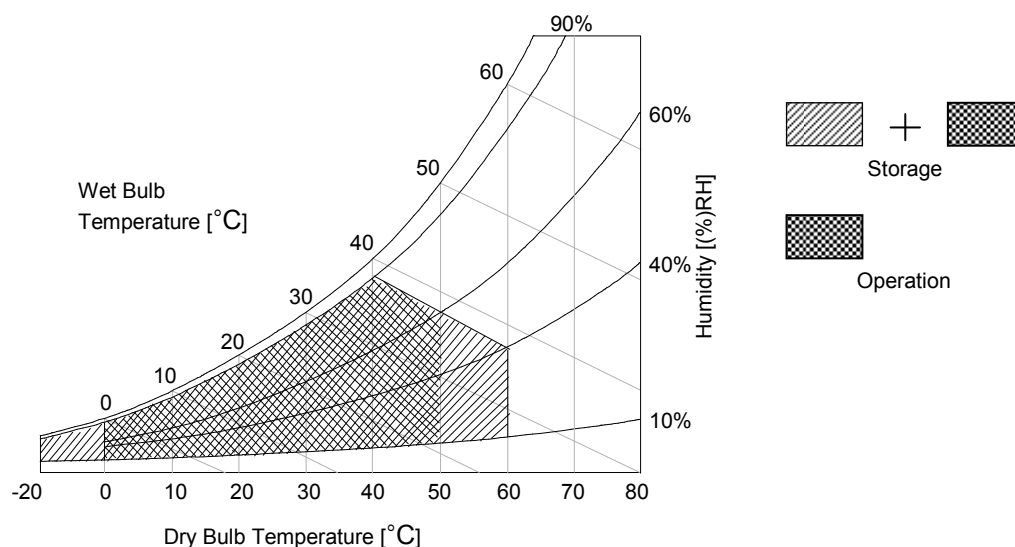 90%
60
60%
50
Wet Bulb
Temperature [°C]
40
40%
30
20
10
0
10%
Humidity [(%)RH]
-20 0 10 20 30 40 50 60 70 80
Dry Bulb Temperature [°C]
+
Storage
Operation